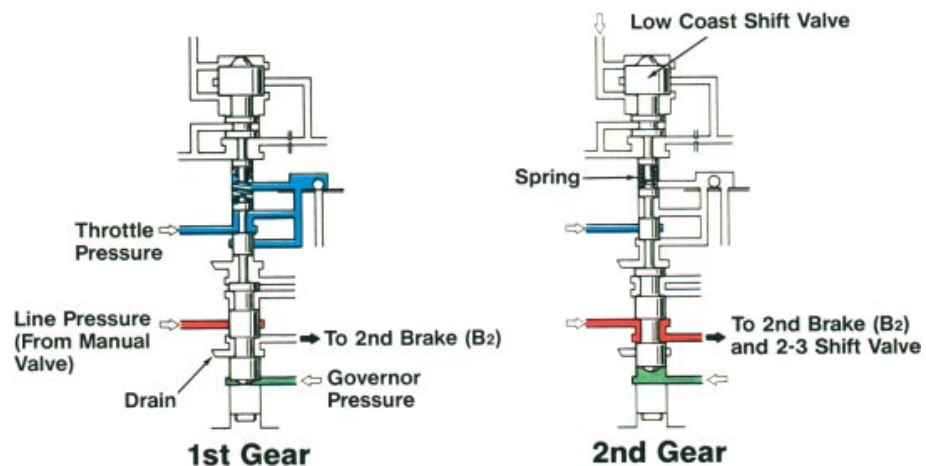 Low Coast Shift Valve
Spring
Throttle
Pressure
Line Pressure
(From Manual
Valve)
To 2nd Brake (B₂)
Drain
Governor
Pressure
To 2nd Brake (B₂)
and 2-3 Shift Valve
1st Gear
2nd Gear